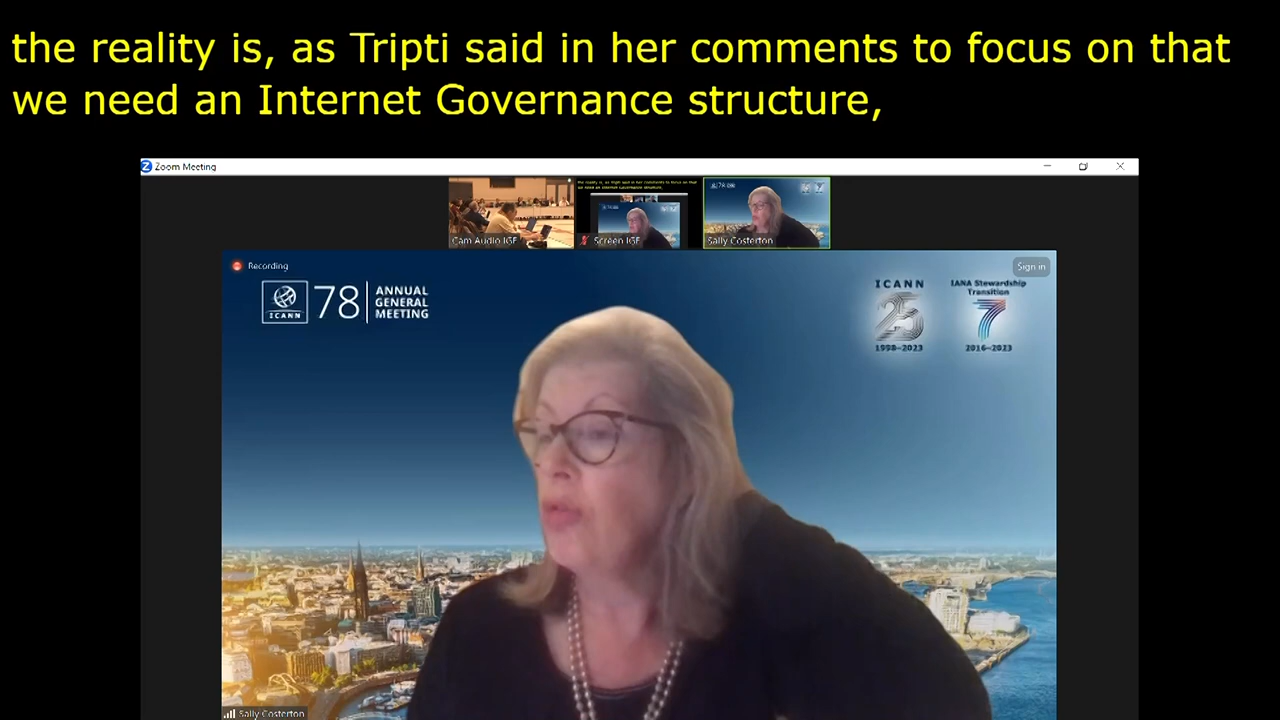 the reality is, as Tripti said in her comments to focus on that
we need an Internet Governance structure,
Zoom Meeting
Cam Audio IGF
Screen IGF
Sally Costerton
Recording
Sign in
ICANN
78
ANNUAL
GENERAL
MEETING
ICANN
25
1998–2023
IANA Stewardship
Transition
7
2016–2023
Sally Costerton